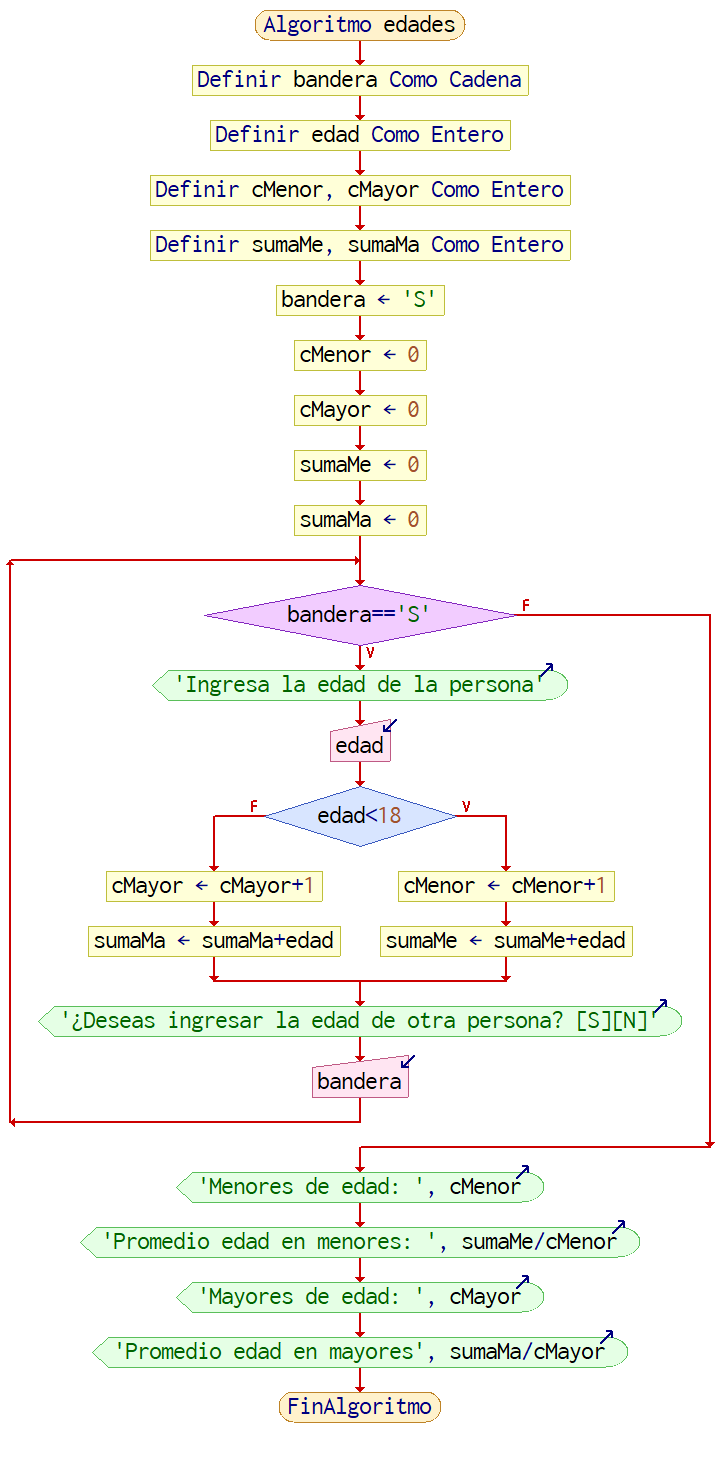 Algoritmo edades
Definir bandera Como Cadena
Definir edad Como Entero
Definir cMenor, cMayor Como Entero
Definir sumaMe, sumaMa Como Entero
bandera ← 'S'
cMenor ← 0
cMayor ← 0
sumaMe ← 0
sumaMa ← 0
bandera=='S'
F
V
'Ingresa la edad de la persona'
edad
F
edad<18
V
cMayor ← cMayor+1
cMenor ← cMenor+1
sumaMa ← sumaMa+edad
sumaMe ← sumaMe+edad
'¿Deseas ingresar la edad de otra persona? [S][N]'
bandera
'Menores de edad: ', cMenor
'Promedio edad en menores: ', sumaMe/cMenor
'Mayores de edad: ', cMayor
'Promedio edad en mayores', sumaMa/cMayor
FinAlgoritmo